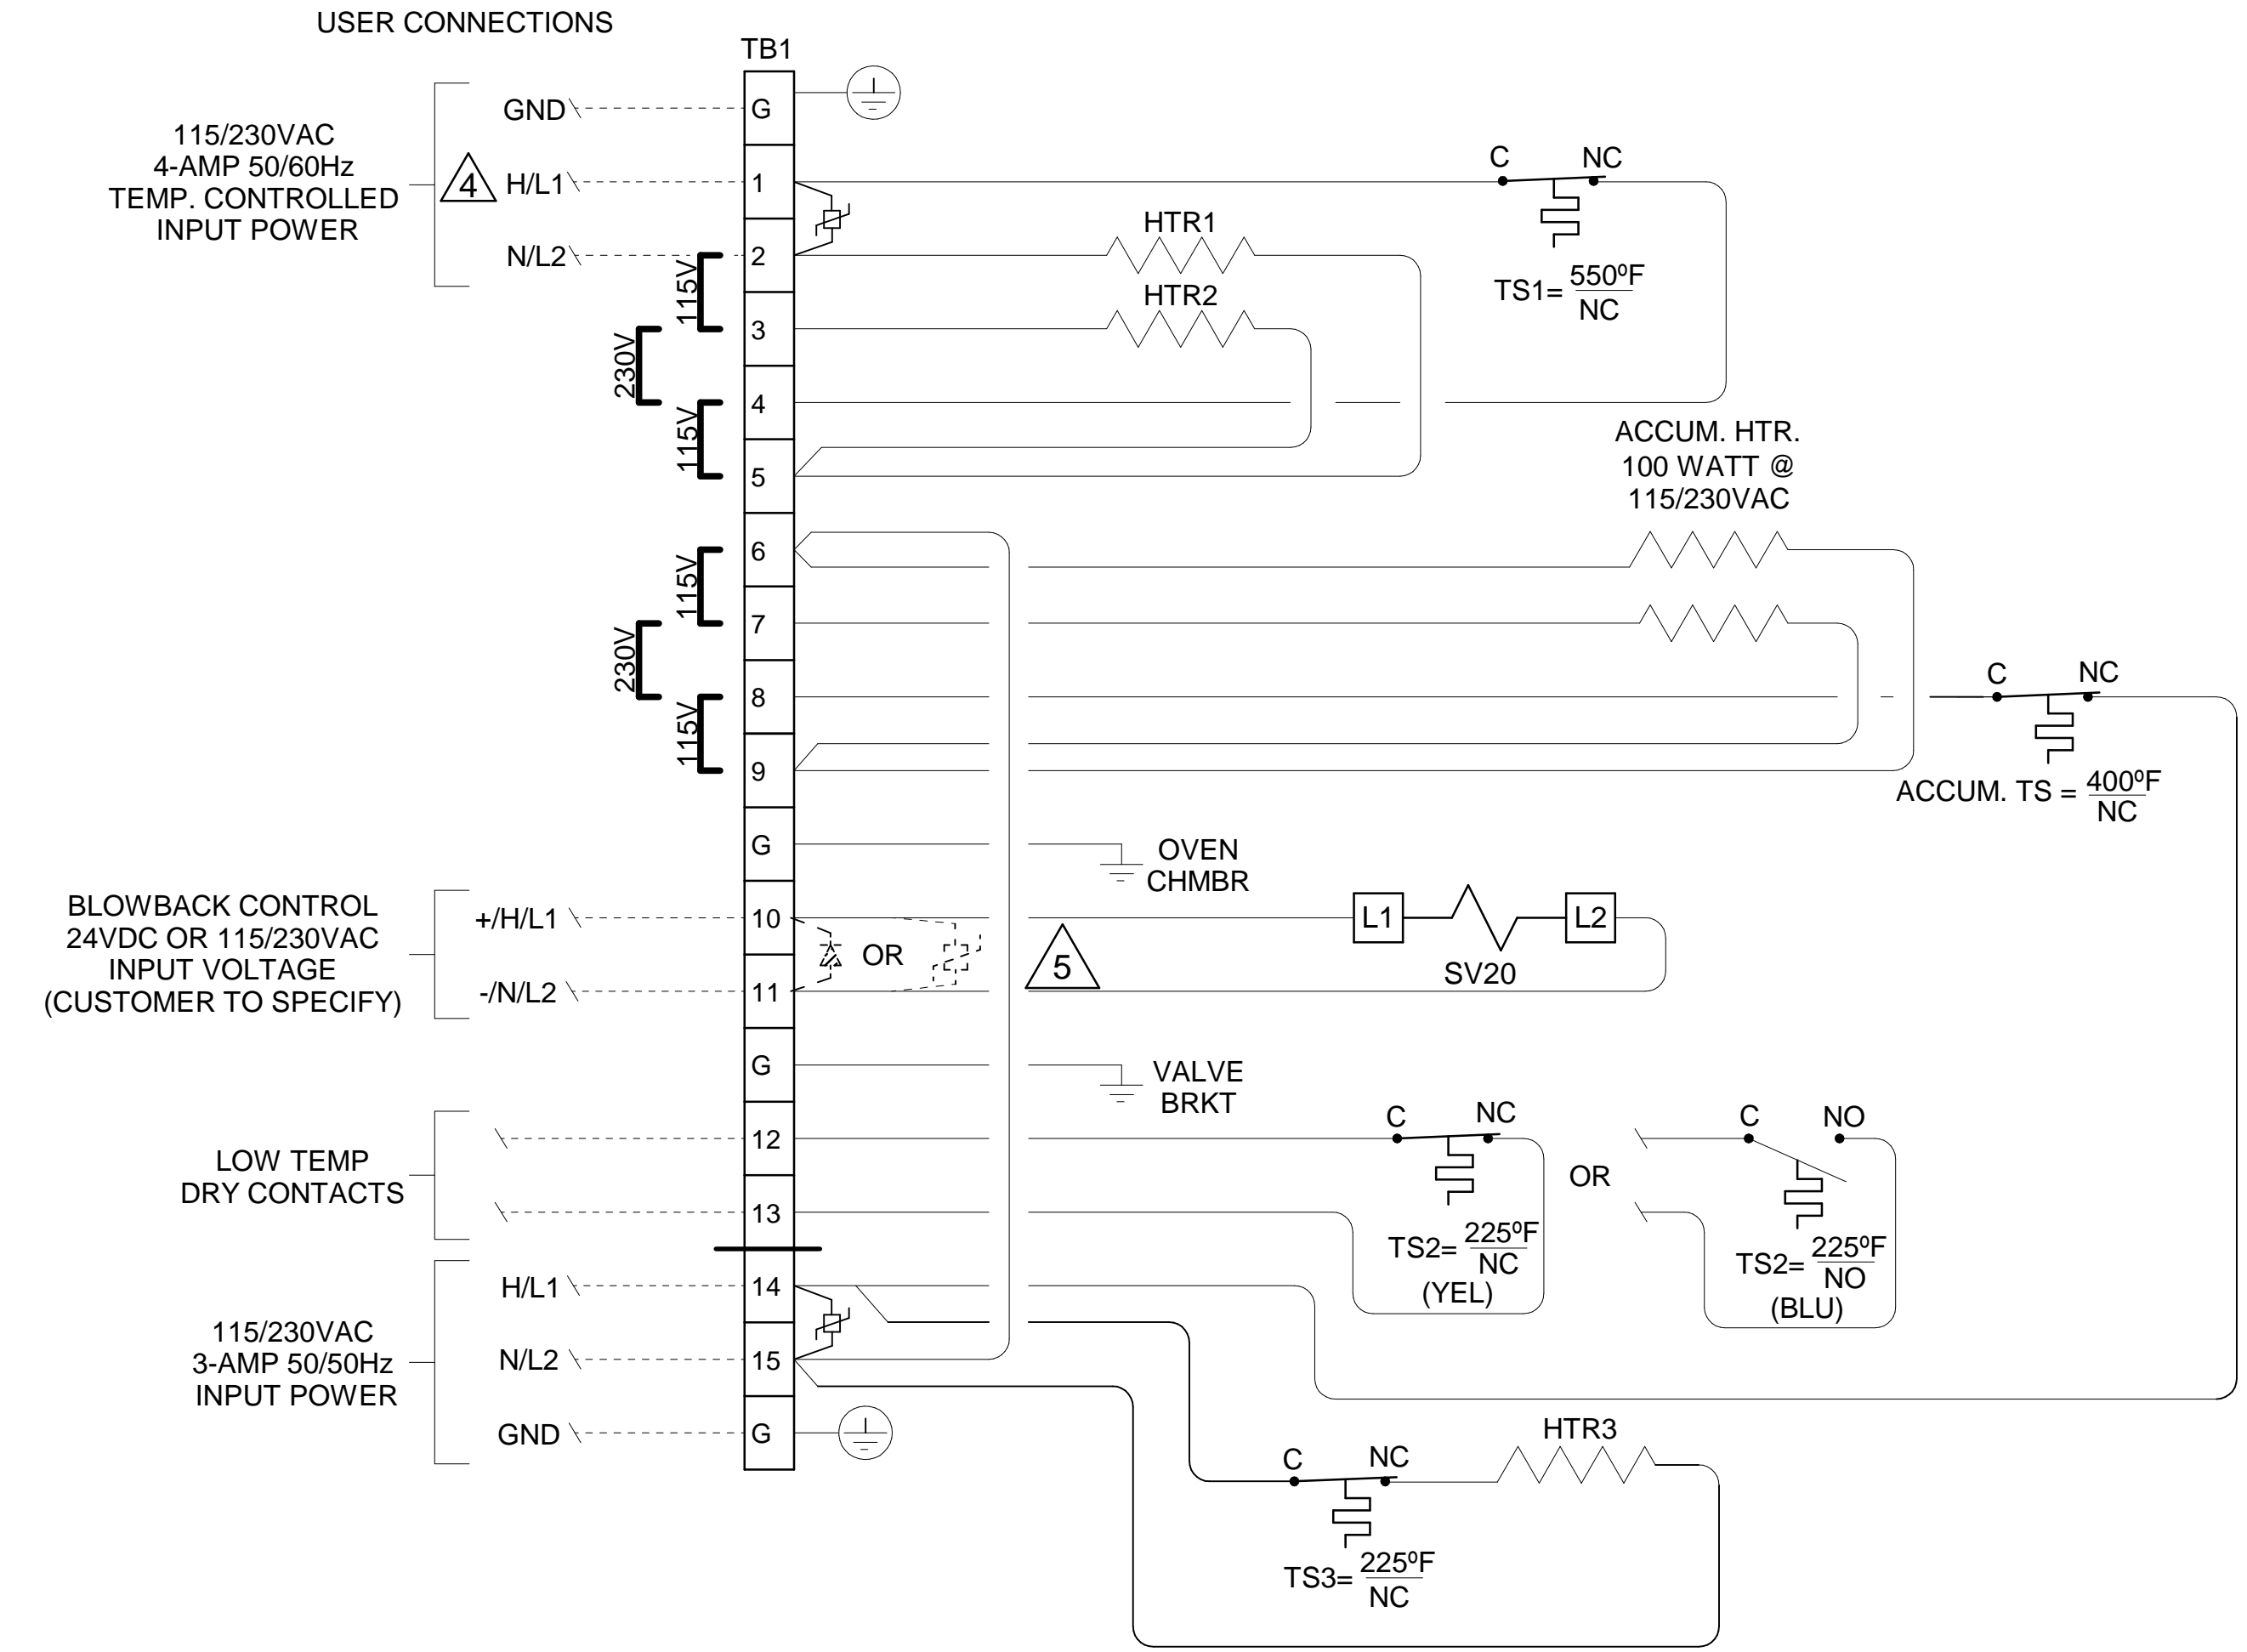 USER CONNECTIONS
TB1
GND
G
115/230VAC
4-AMP 50/60Hz
TEMP. CONTROLLED
INPUT POWER
4
H/L1
1
C
NC
N/L2
2
HTR1
TS1= 550ºF
NC
115V
HTR2
3
230V
4
115V
5
ACCUM. HTR.
100 WATT @
115/230VAC
6
115V
7
230V
8
C
NC
115V
9
ACCUM. TS = 400ºF
NC
G
OVEN
CHMBR
BLOWBACK CONTROL
24VDC OR 115/230VAC
INPUT VOLTAGE
(CUSTOMER TO SPECIFY)
+/H/L1
10
L1
L2
OR
5
SV20
-/N/L2
11
G
VALVE
BRKT
LOW TEMP
DRY CONTACTS
12
C
NC
OR
C
NO
13
TS2= 225ºF
NC
(YEL)
TS2= 225ºF
NO
(BLU)
115/230VAC
3-AMP 50/50Hz
INPUT POWER
H/L1
14
N/L2
15
GND
G
C
NC
HTR3
TS3= 225ºF
NC